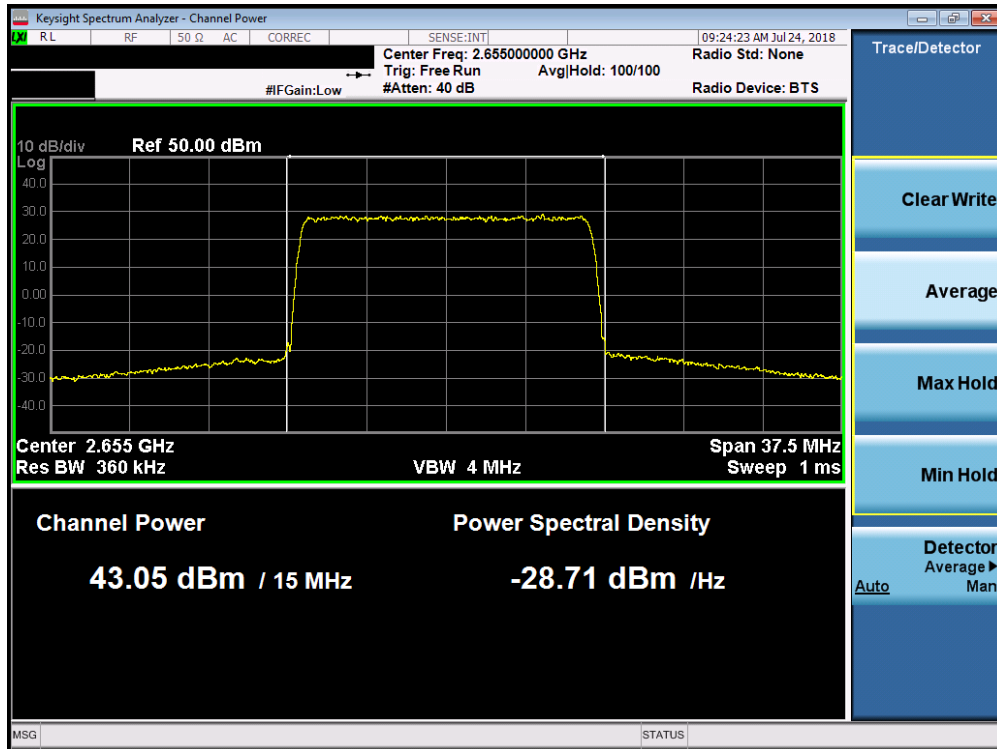 Keysight Spectrum Analyzer - Channel Power
LXI RL RF 50 Ω AC CORREC SENSE:INT 09:24:23 AM Jul 24, 2018
Center Freq: 2.655000000 GHz Radio Std: None
Trig: Free Run Avg|Hold: 100/100
#IFGain:Low #Atten: 40 dB Radio Device: BTS
Trace/Detector
10 dB/div Ref 50.00 dBm
Log
40.0
30.0
20.0
10.0
0.00
-10.0
-20.0
-30.0
-40.0
Center 2.655 GHz Span 37.5 MHz
Res BW 360 kHz VBW 4 MHz Sweep 1 ms
Channel Power Power Spectral Density
43.05 dBm / 15 MHz -28.71 dBm /Hz
Clear Write
Average
Max Hold
Min Hold
Detector
Average
Auto Man
MSG STATUS